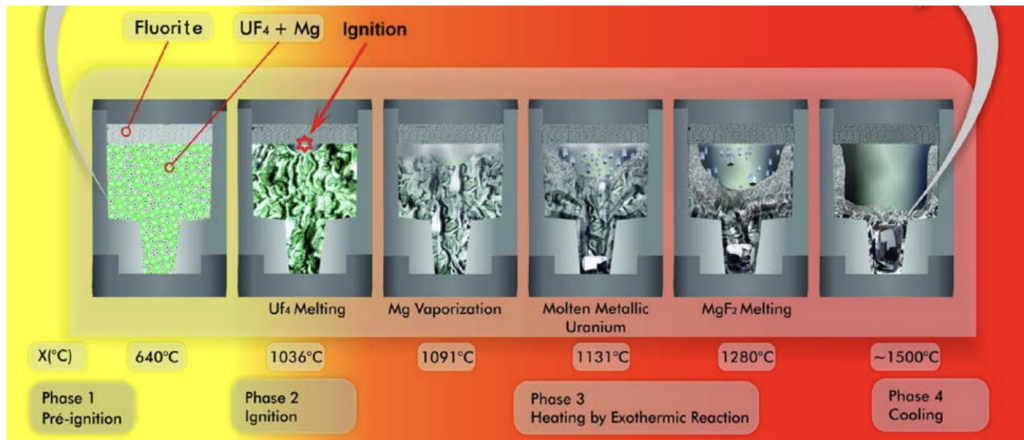 Fluorite
UF₄ + Mg
Ignition
Uf₄ Melting
Mg Vaporization
Molten Metallic
Uranium
MgF₂ Melting
X(°C)
640°C
1036°C
1091°C
1131°C
1280°C
~1500°C
Phase 1
Pré-ignition
Phase 2
Ignition
Phase 3
Heating by Exothermic Reaction
Phase 4
Cooling